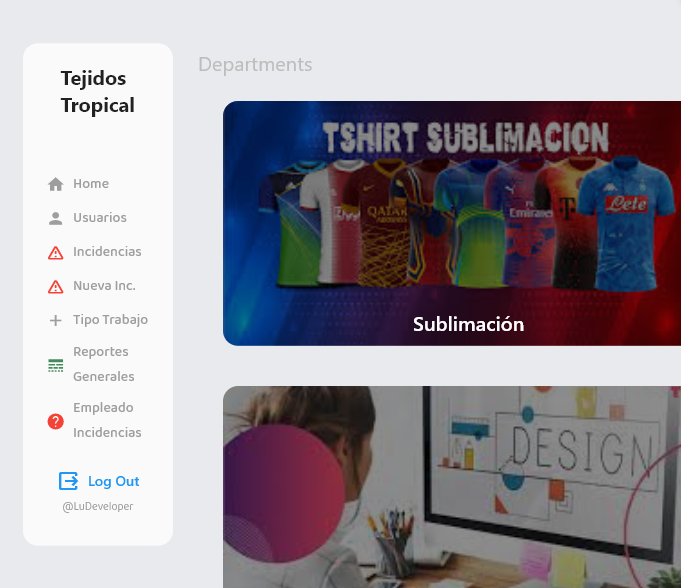 Tejidos
Tropical
Home
Usuarios
Incidencias
Nueva Inc.
Tipo Trabajo
Reportes
Generales
Empleado
Incidencias
Log Out
@LuDeveloper
Departments
TSHIRT SUBLIMACION
QATAR
Emirates
T
Lete
Sublimación
DESIGN